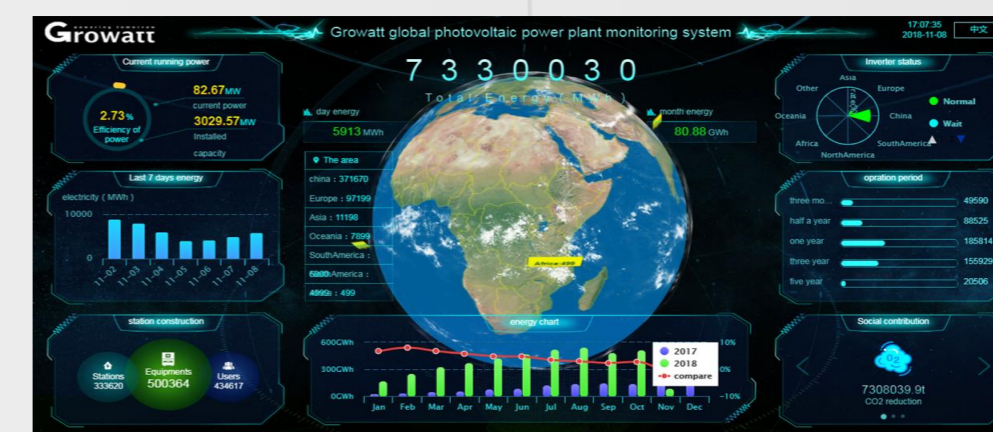 powering tomorrow
Growatt
Growatt global photovoltaic power plant monitoring system
17:07:35
2018-11-08
中文
Current running power
2.73%
Efficiency of
power
82.67MW
current power
3029.57MW
Installed
capacity
7330030
Total Energy (MWh)
day energy
5913 MWh
month energy
80.88 GWh
Inverter status
Asia
Europe
China
SouthAmerica
NorthAmerica
Africa
Oceania
Other
Normal
Wait
The area
china : 371670
Europe : 97199
Asia : 11198
Oceania : 7899
SouthAmerica :
America :
: 499
Africa:499
Last 7 days energy
electricity ( MWh )
10000
0
11-02
11-03
11-04
11-05
11-06
11-07
11-08
opration period
three mo...
49590
half a year
88525
one year
185814
three year
155929
five year
20506
station construction
Stations
333620
Equipments
500364
Users
434617
energy chart
600GWh
300GWh
0GWh
10%
0%
-10%
2017
2018
compare
Jan
Feb
Mar
Apr
May
Jun
Jul
Aug
Sep
Oct
Nov
Dec
Social contribution
O2
7308039.9t
CO2 reduction